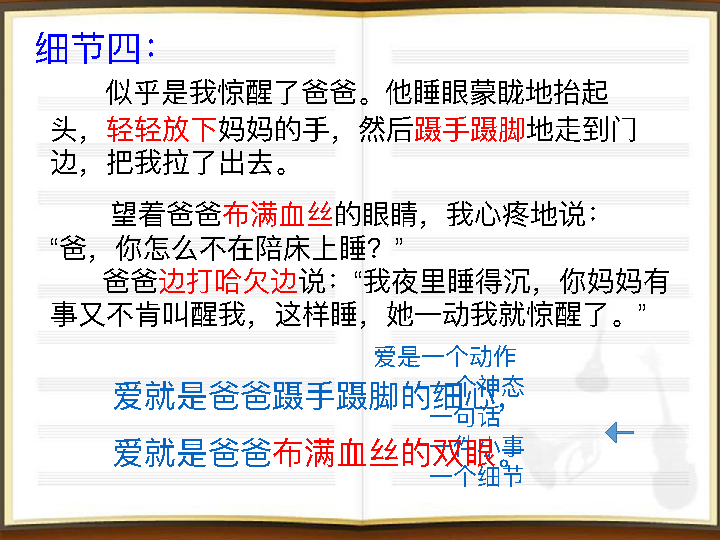 细节四：
似乎是我惊醒了爸爸。他睡眼蒙眬地抬起
头，轻轻放下妈妈的手，然后蹑手蹑脚地走到门
边，把我拉了出去。
望着爸爸布满血丝的眼睛，我心疼地说：
“爸，你怎么不在陪床上睡？”
爸爸边打哈欠边说：“我夜里睡得沉，你妈妈有
事又不肯叫醒我，这样睡，她一动我就惊醒了。”
爱是一个动作
一个神态
爱就是爸爸蹑手蹑脚的细心，
一句话
一件小事
爱就是爸爸布满血丝的双眼。
一个细节